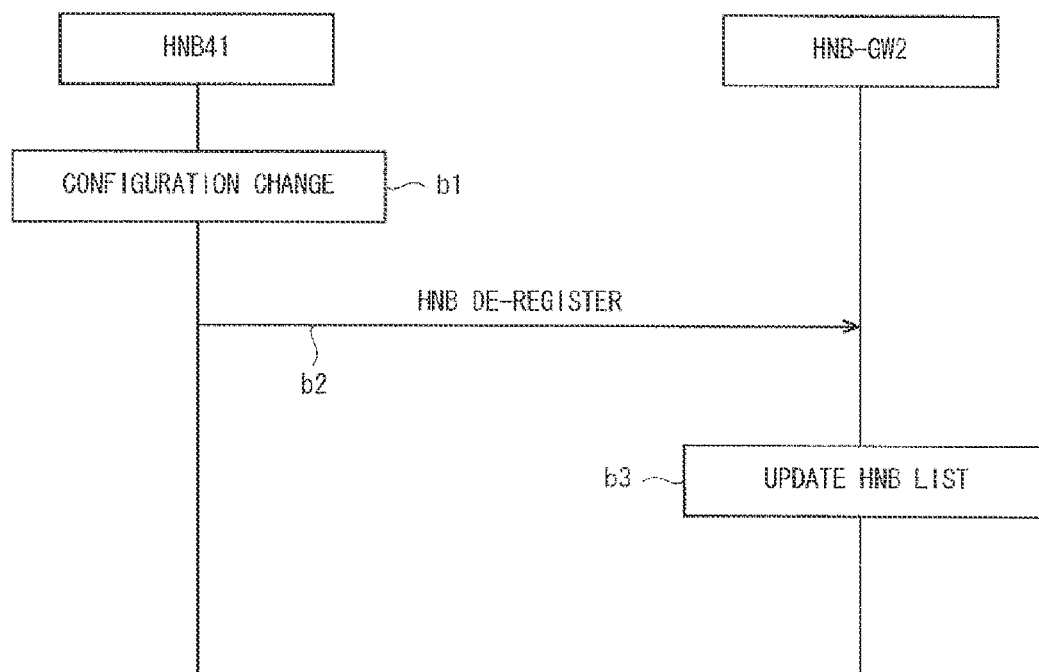 HNB41
HNB-GW2
CONFIGURATION CHANGE
b1
HNB DE-REGISTER
b2
b3
UPDATE HNB LIST